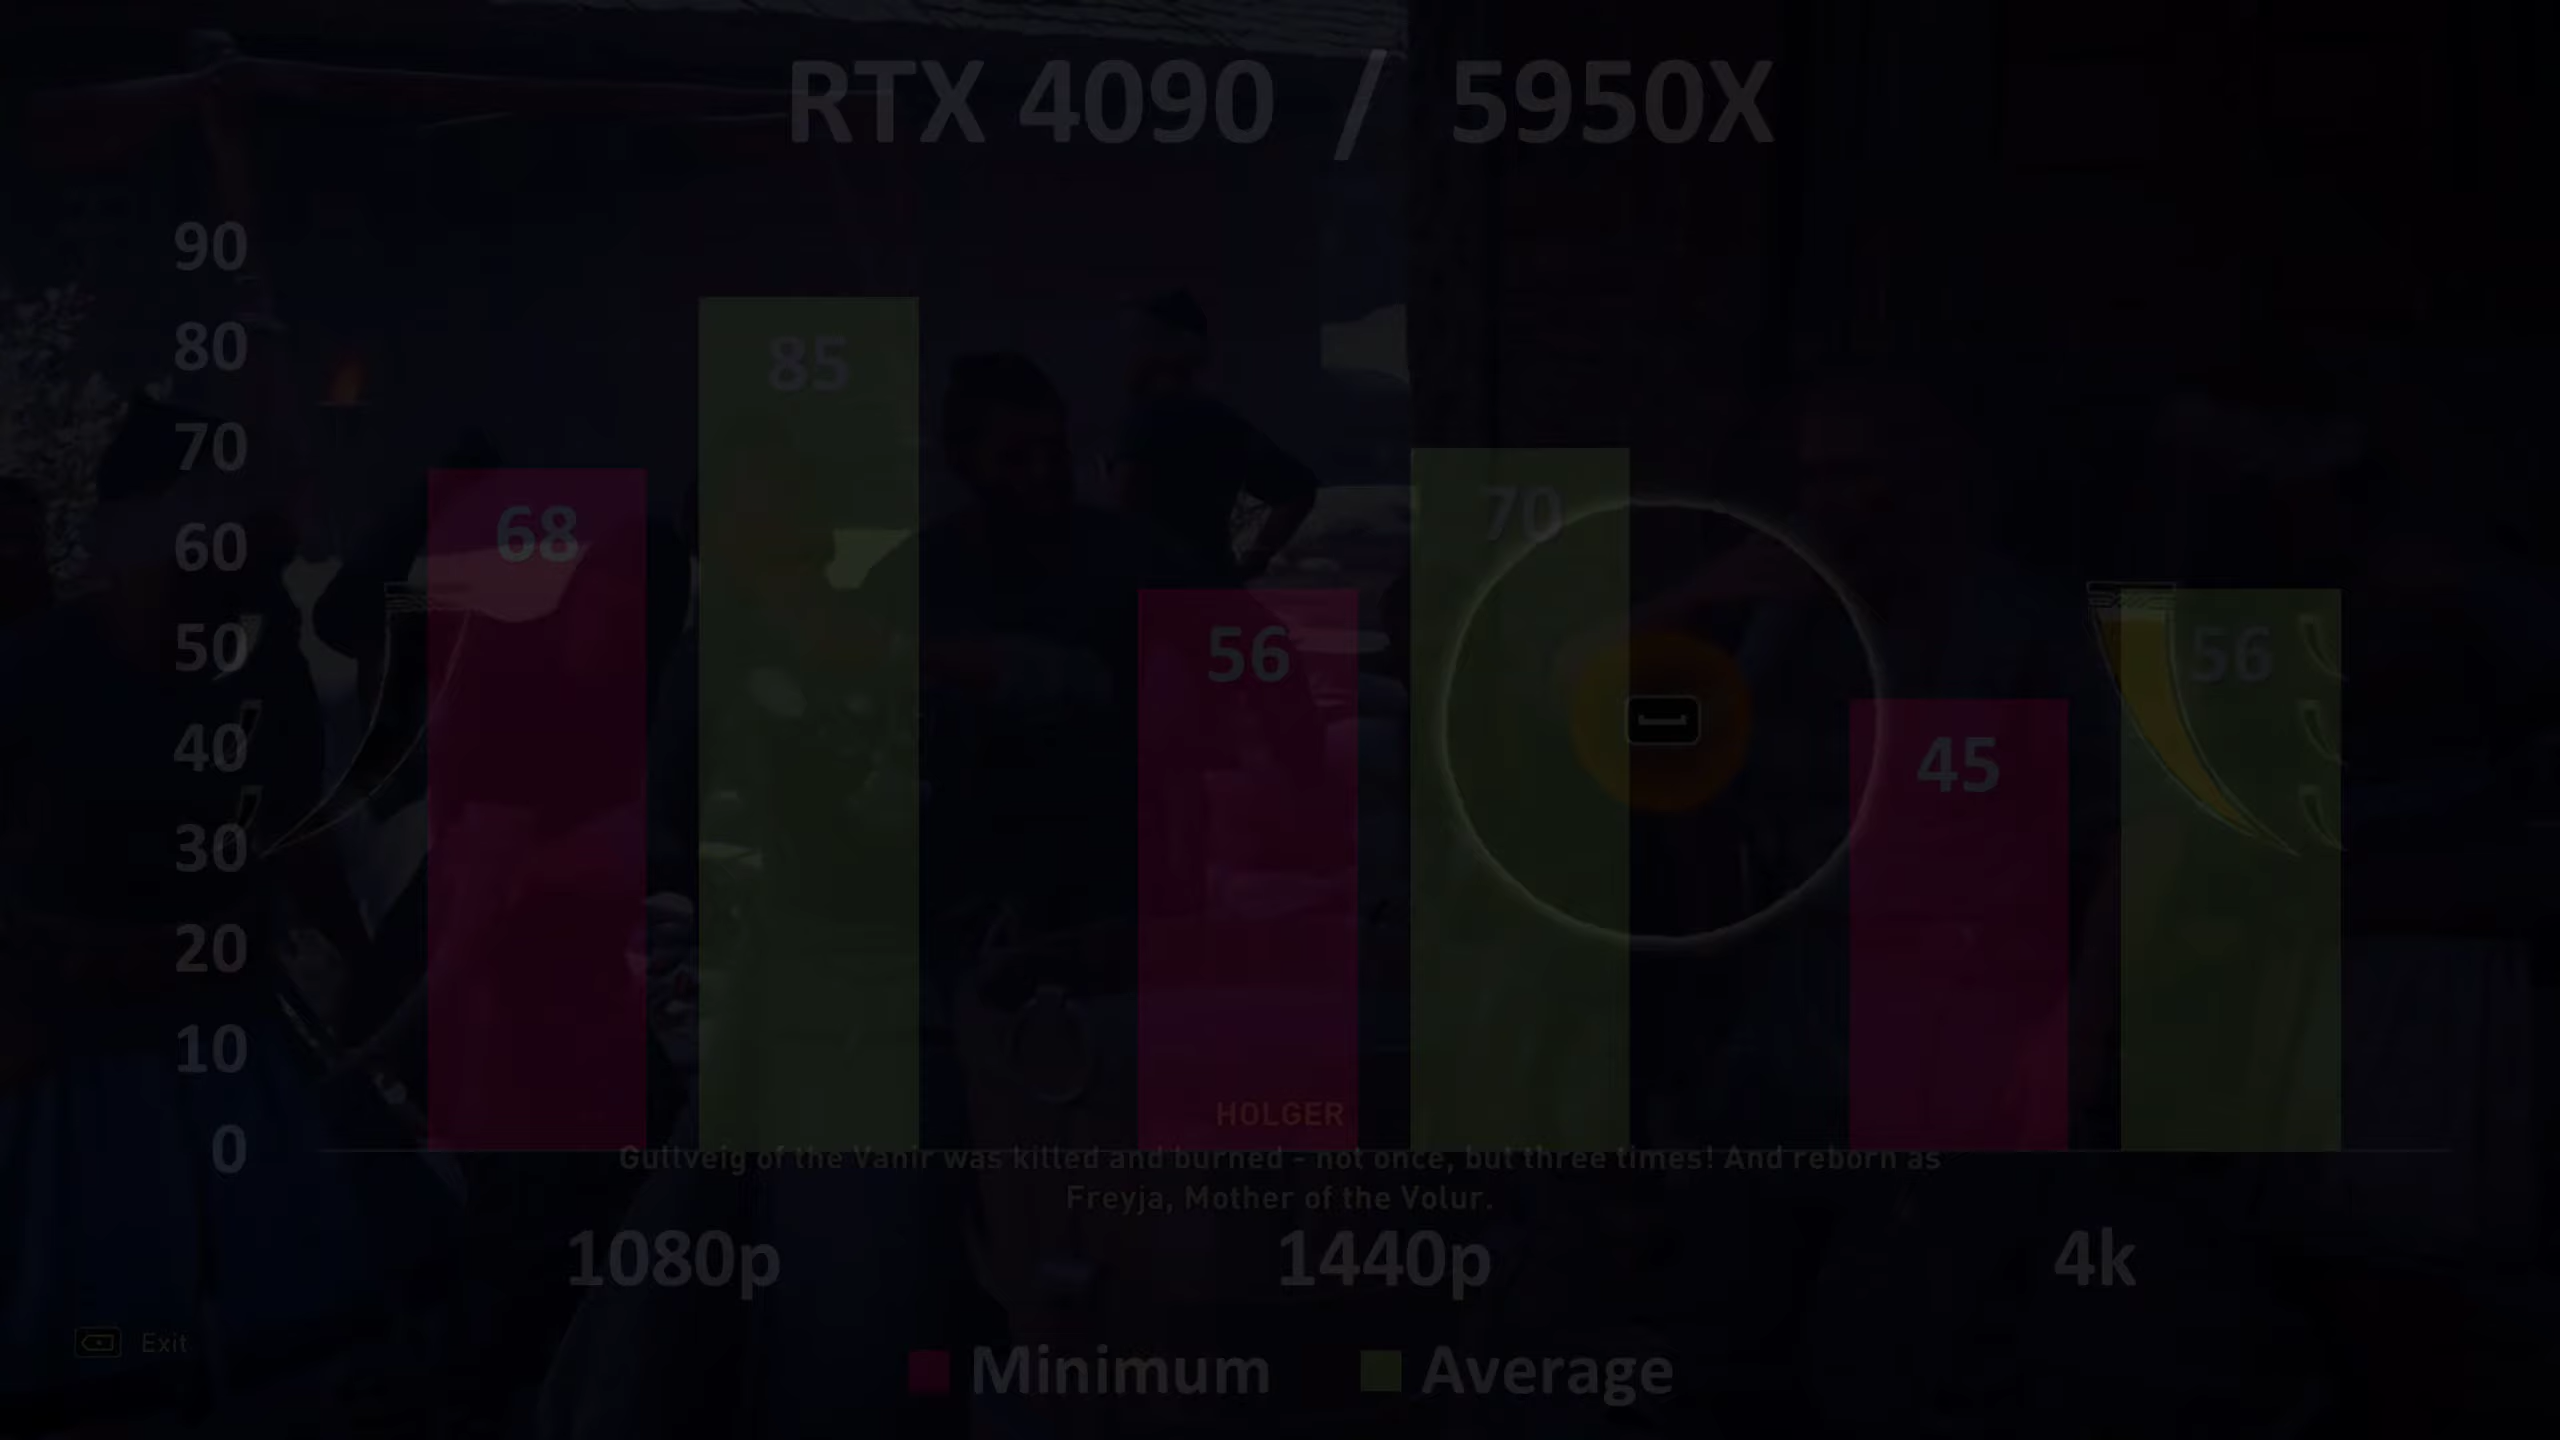 RTX 4090 / 5950X
90
80
70
60
50
40
30
20
10
0
68
85
56
70
45
56
HOLGER
Gullveig of the Vanir was killed and burned - not once, but three times! And reborn as
Freyja, Mother of the Volur.
1080p
1440p
4k
Exit
Minimum
Average